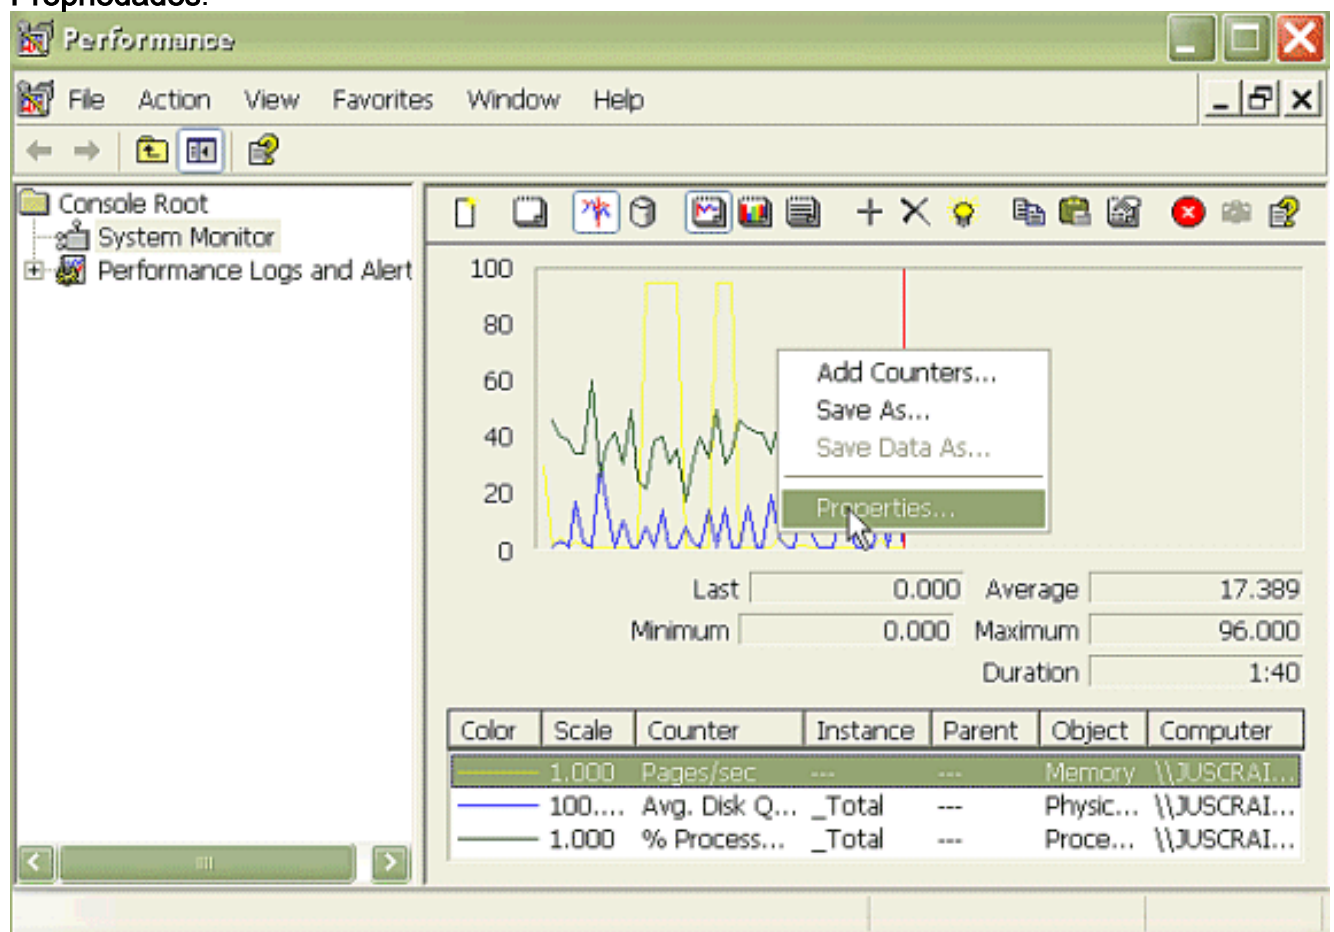 Propriedades.
Performance
File Action View Favorites Window Help
Console Root
System Monitor
Performance Logs and Alert
100
80
60
40
20
0
Add Counters...
Save As...
Save Data As...
Properties...
Last 0.000 Average 17.389
Minimum 0.000 Maximum 96.000
Duration 1:40
Color Scale Counter Instance Parent Object Computer
1.000 Pages/sec --- --- Memory \\JUSCRAI...
100.... Avg. Disk Q... _Total --- Physic... \\JUSCRAI...
1.000 % Process... _Total --- Proce... \\JUSCRAI...